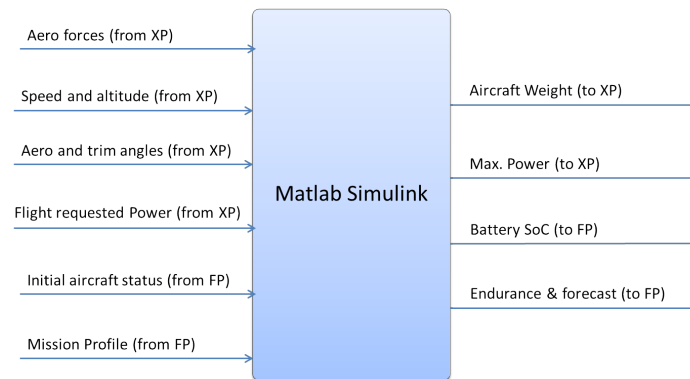 Aero forces (from XP)
Speed and altitude (from XP)
Aero and trim angles (from XP)
Flight requested Power (from XP)
Initial aircraft status (from FP)
Mission Profile (from FP)
Matlab Simulink
Aircraft Weight (to XP)
Max. Power (to XP)
Battery SoC (to FP)
Endurance & forecast (to FP)